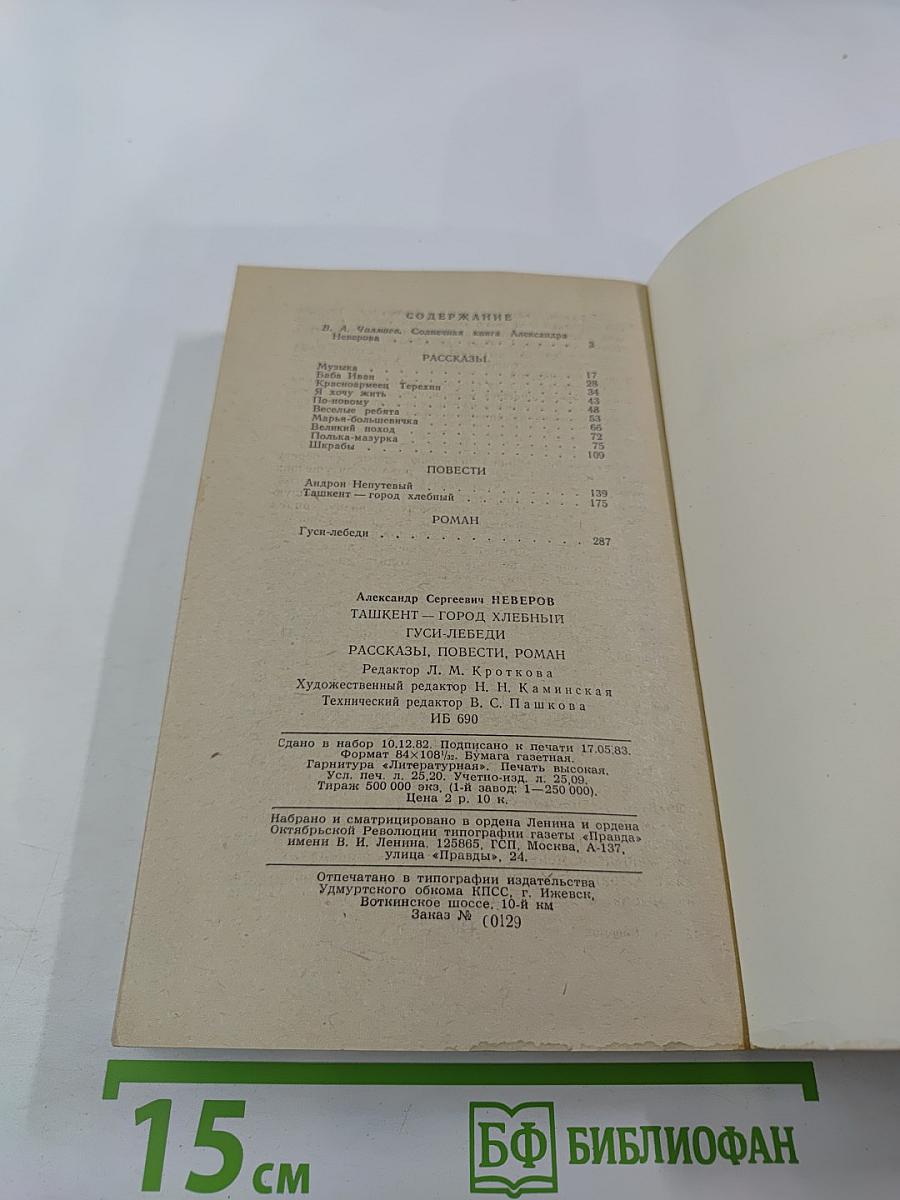 СОДЕРЖАНИЕ
В. А. Чалмаев. Солнечная книга Александра
Неверова . . . . . . . . . . . . 3
РАССКАЗЫ.
Музыка . . . . . . . . . . . . 17
Баба Иван . . . . . . . . . . . . 28
Красноармеец Терехин . . . . . . . . . . . . 34
Я хочу жить . . . . . . . . . . . . 43
По-новому . . . . . . . . . . . . 48
Веселые ребята . . . . . . . . . . . . 53
Марья-большевичка . . . . . . . . . . . . 66
Великий поход . . . . . . . . . . . . 72
Полька-мазурка . . . . . . . . . . . . 75
Шкрабы . . . . . . . . . . . . 109
ПОВЕСТИ
Андрон Непутевый . . . . . . . . . . . . 139
Ташкент — город хлебный . . . . . . . . 175
РОМАН
Гуси-лебеди . . . . . . . . . . . . . . 287
Александр Сергеевич НЕВЕРОВ
ТАШКЕНТ — ГОРОД ХЛЕБНЫЙ
ГУСИ-ЛЕБЕДИ
РАССКАЗЫ, ПОВЕСТИ, РОМАН
Редактор Л. М. Кроткова
Художественный редактор Н. Н. Каминская
Технический редактор В. С. Пашкова
ИБ 690
Сдано в набор 10.12.82. Подписано к печати 17.05.83.
Формат 84×108¹/₃₂. Бумага газетная.
Гарнитура «Литературная». Печать высокая.
Усл. печ. л. 25,20. Учетно-изд. л. 25,09.
Тираж 500 000 экз. (1-й завод: 1—250 000).
Цена 2 р. 10 к.
Набрано и сматрицировано в ордена Ленина и ордена
Октябрьской Революции типографии газеты «Правда»
имени В. И. Ленина. 125865, ГСП, Москва, А-137,
улица «Правды», 24.
Отпечатано в типографии издательства
Удмуртского обкома КПСС, г. Ижевск,
Воткинское шоссе, 10-й км
Заказ № С0129
15 см
БФ БИБЛИОФАН